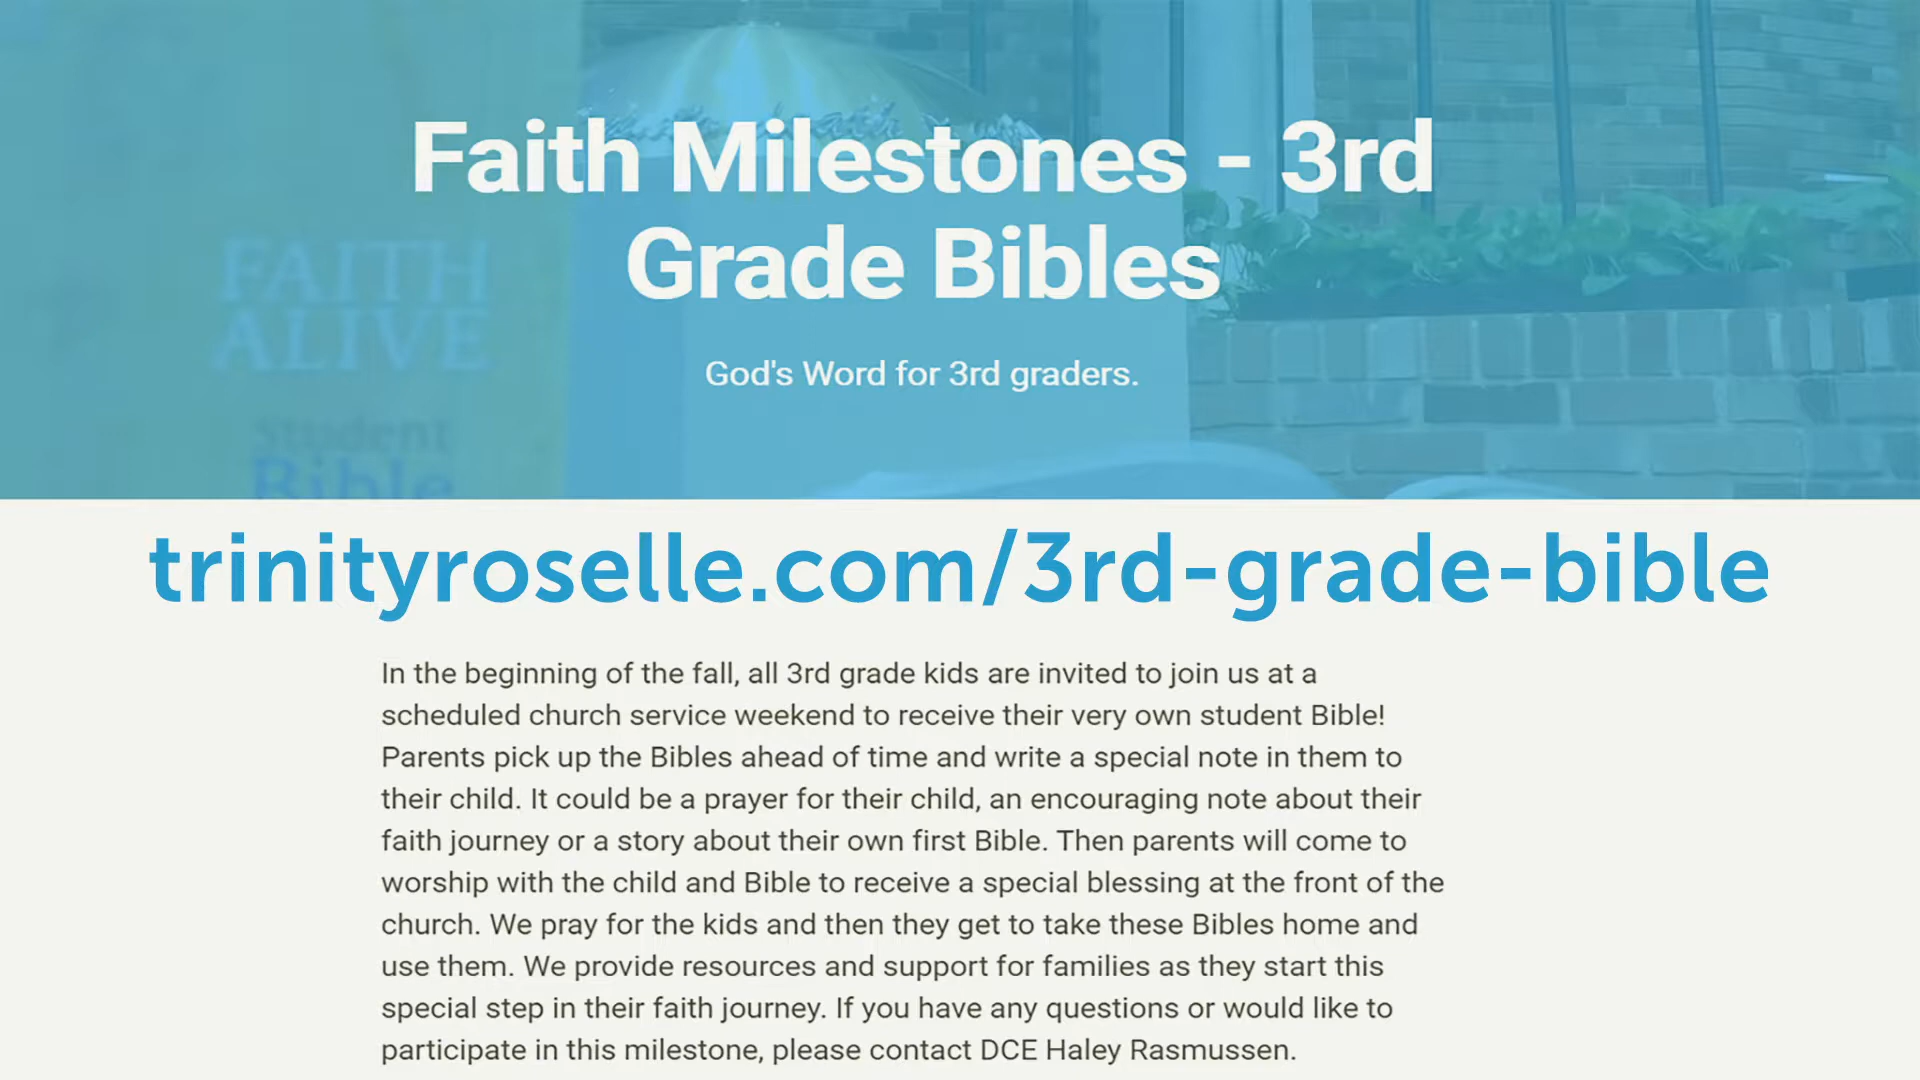 Faith Milestones - 3rd
Grade Bibles
God's Word for 3rd graders.
FAITH
ALIVE
Student
Bible
trinityroselle.com/3rd-grade-bible
In the beginning of the fall, all 3rd grade kids are invited to join us at a
scheduled church service weekend to receive their very own student Bible!
Parents pick up the Bibles ahead of time and write a special note in them to
their child. It could be a prayer for their child, an encouraging note about their
faith journey or a story about their own first Bible. Then parents will come to
worship with the child and Bible to receive a special blessing at the front of the
church. We pray for the kids and then they get to take these Bibles home and
use them. We provide resources and support for families as they start this
special step in their faith journey. If you have any questions or would like to
participate in this milestone, please contact DCE Haley Rasmussen.